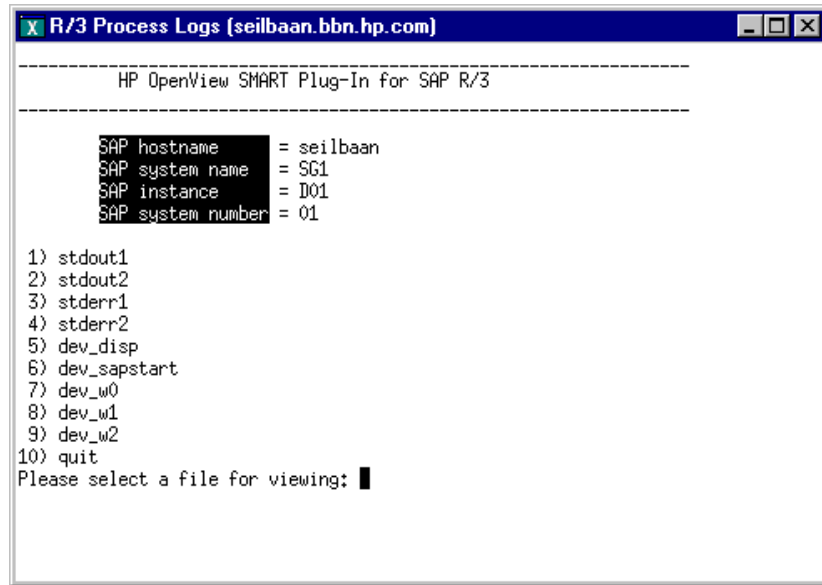 X R/3 Process Logs (seilbaan.bbn.hp.com)
--------------------------------------------------------------------
HP OpenView SMART Plug-In for SAP R/3
--------------------------------------------------------------------
SAP hostname = seilbaan
SAP system name = SG1
SAP instance = D01
SAP system number = 01
1) stdout1
2) stdout2
3) stderr1
4) stderr2
5) dev_disp
6) dev_sapstart
7) dev_w0
8) dev_w1
9) dev_w2
10) quit
Please select a file for viewing: